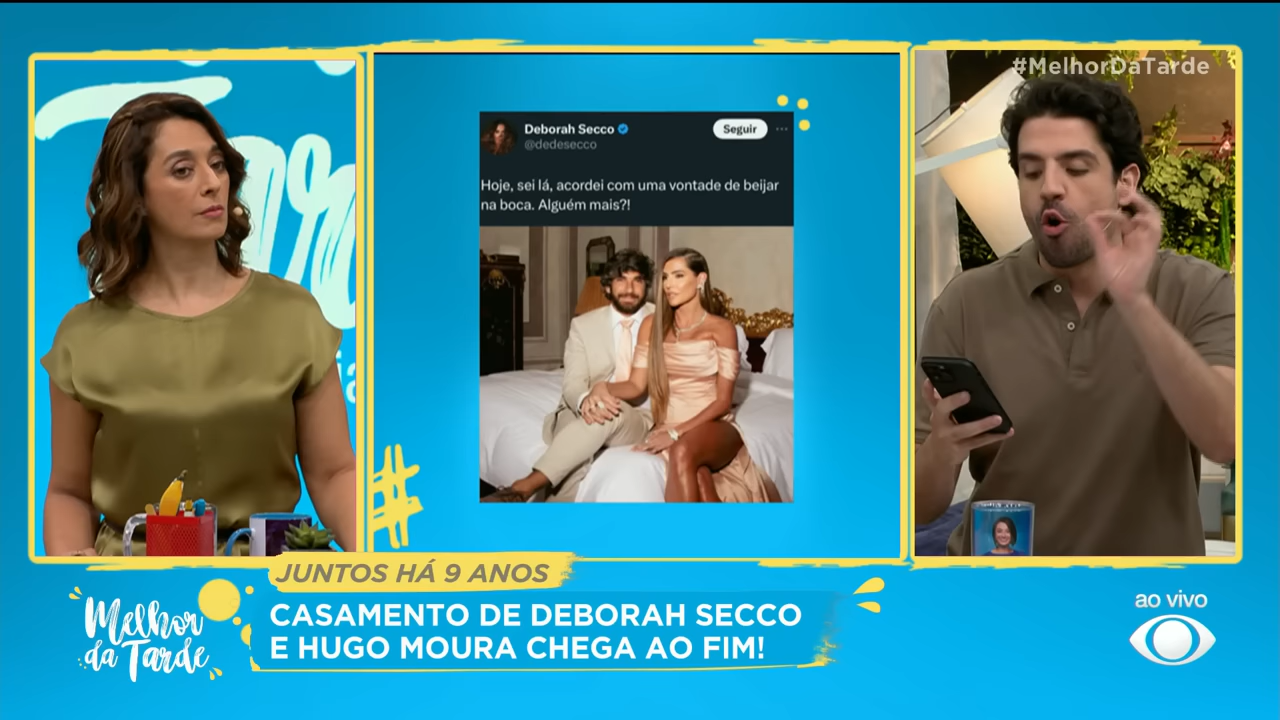 #MelhorDaTarde
Deborah Secco
@dedesecco
Seguir
Hoje, sei lá, acordei com uma vontade de beijar
na boca. Alguém mais?!
JUNTOS HÁ 9 ANOS
CASAMENTO DE DEBORAH SECCO
E HUGO MOURA CHEGA AO FIM!
Melhor
da Tarde
ao vivo